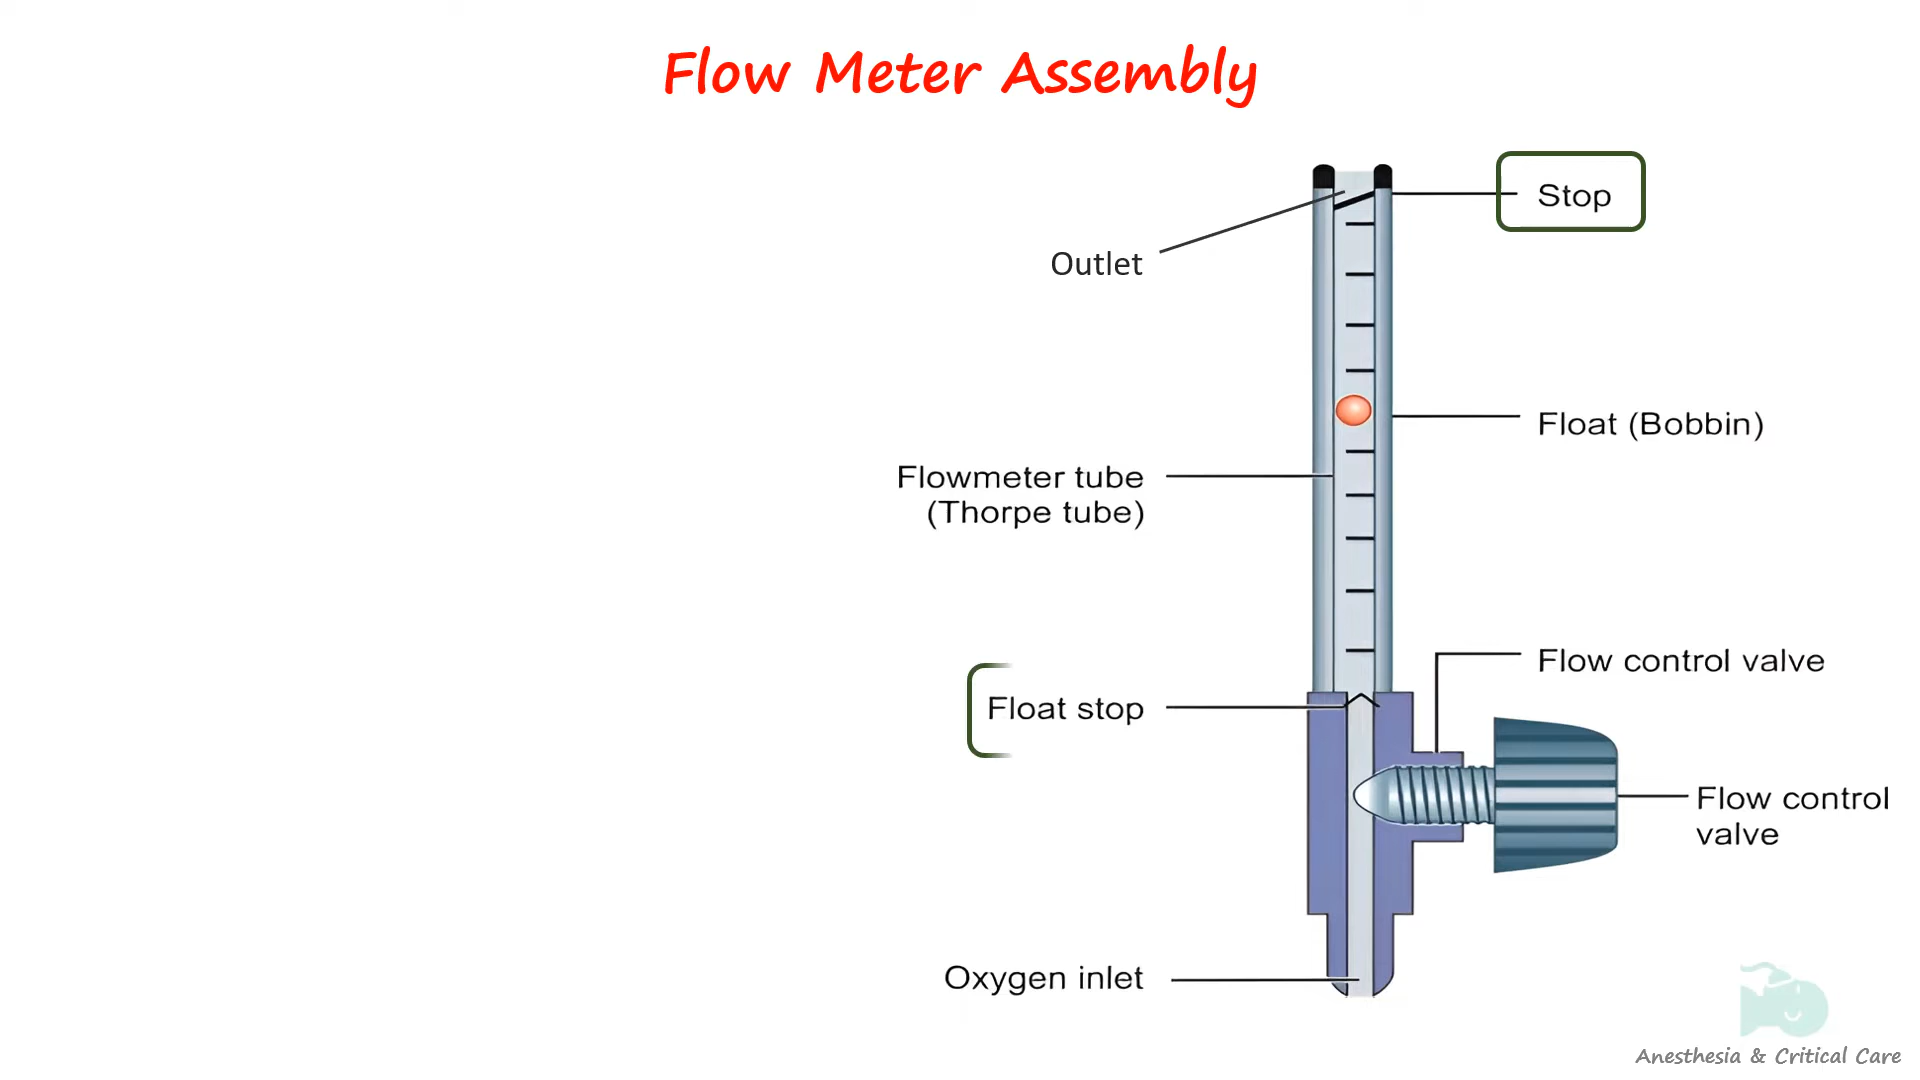 Flow Meter Assembly
Stop
Outlet
Float (Bobbin)
Flowmeter tube
(Thorpe tube)
Flow control valve
Float stop
Flow control
valve
Oxygen inlet
Anesthesia & Critical Care